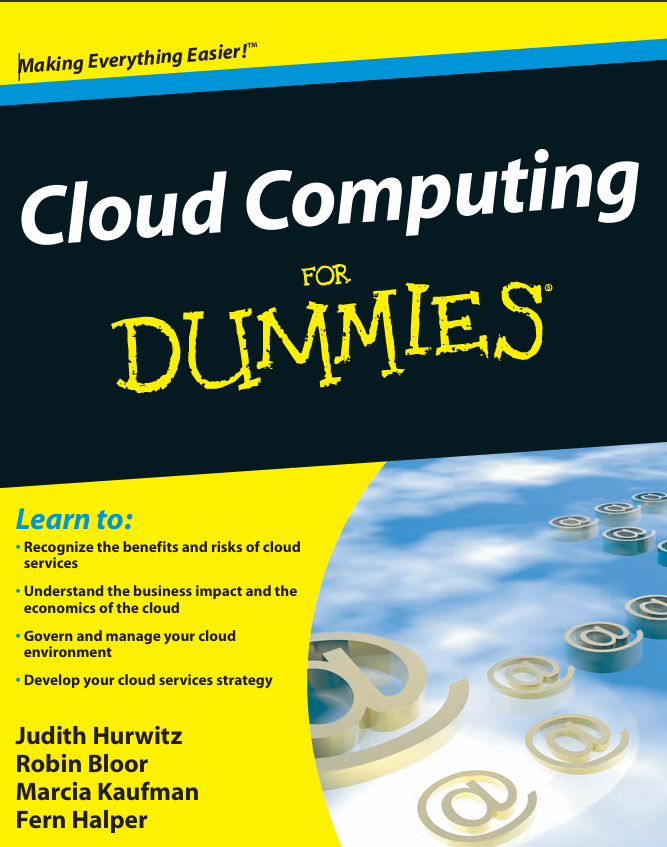 Making Everything Easier!™
Cloud Computing
FOR
DUMMIES®
Learn to:
• Recognize the benefits and risks of cloud
services
• Understand the business impact and the
economics of the cloud
• Govern and manage your cloud
environment
• Develop your cloud services strategy
Judith Hurwitz
Robin Bloor
Marcia Kaufman
Fern Halper